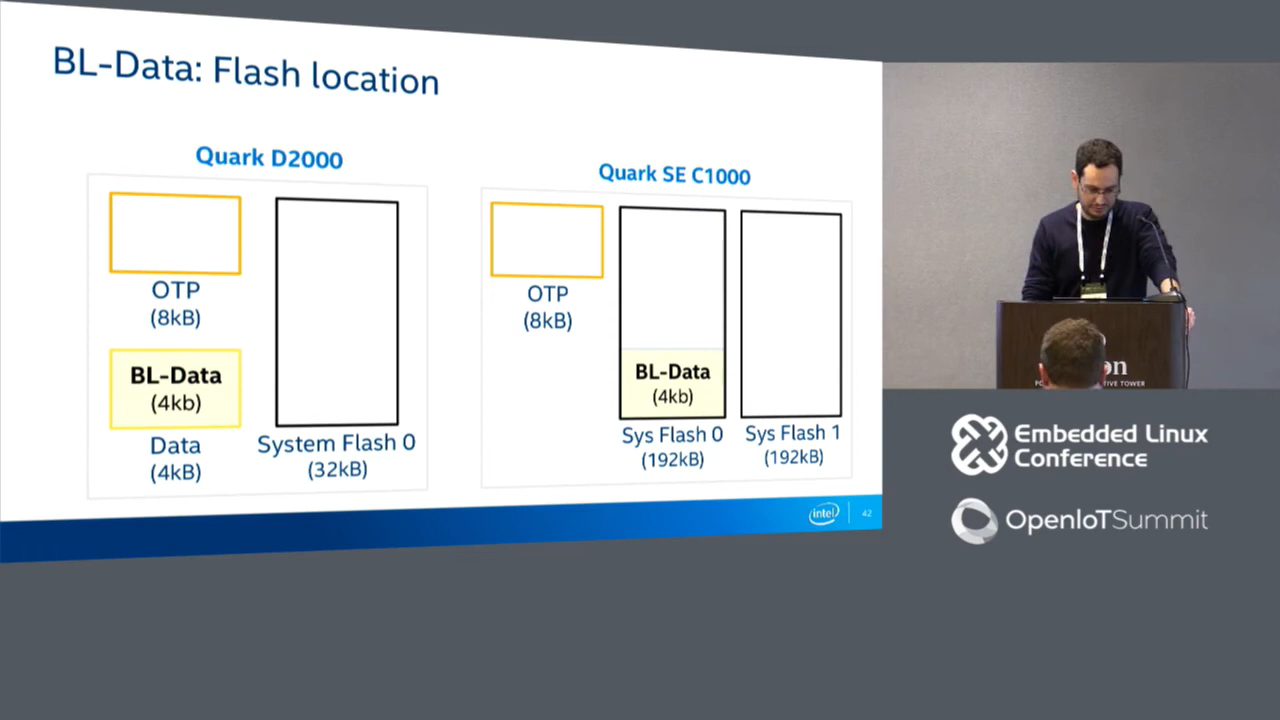 BL-Data: Flash location
Quark D2000
OTP
(8kB)
BL-Data
(4kb)
Data
(4kB)
System Flash 0
(32kB)
Quark SE C1000
OTP
(8kB)
BL-Data
(4kb)
Sys Flash 0
(192kB)
Sys Flash 1
(192kB)
intel
42
Embedded Linux
Conference
OpenIoTSummit